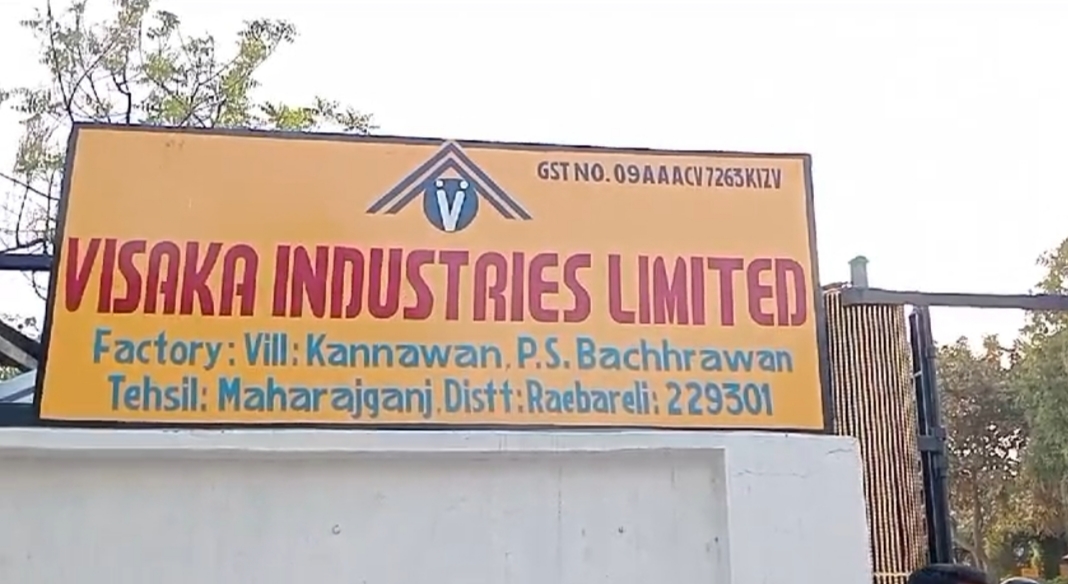 GST NO. 09AAACV7263K1ZV
V
VISAKA INDUSTRIES LIMITED
Factory: Vill: Kannawan, P.S. Bachhrawan
Tehsil: Maharajganj, Distt: Raebareli: 229301